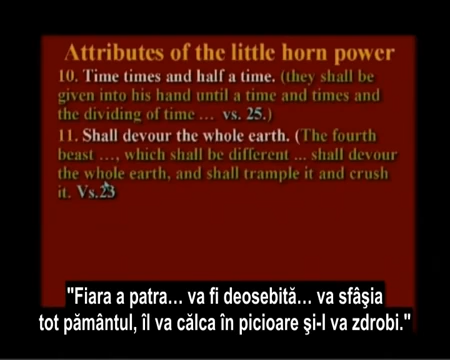 Attributes of the little horn power
10. Time times and half a time. (they shall be
given into his hand until a time and times and
the dividing of time ... vs. 25.)
11. Shall devour the whole earth. (The fourth
beast ..., which shall be different ... shall devour
the whole earth, and shall trample it and crush
it. Vs.23
"Fiara a patra... va fi deosebită... va sfâşia
tot pământul, îl va călca în picioare şi-l va zdrobi."